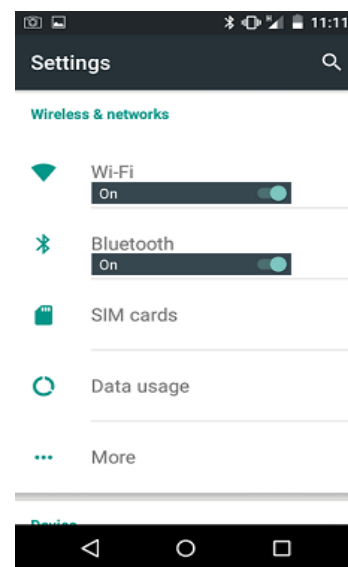 11:11
Settings
Wireless & networks
Wi-Fi
On
Bluetooth
On
SIM cards
Data usage
More